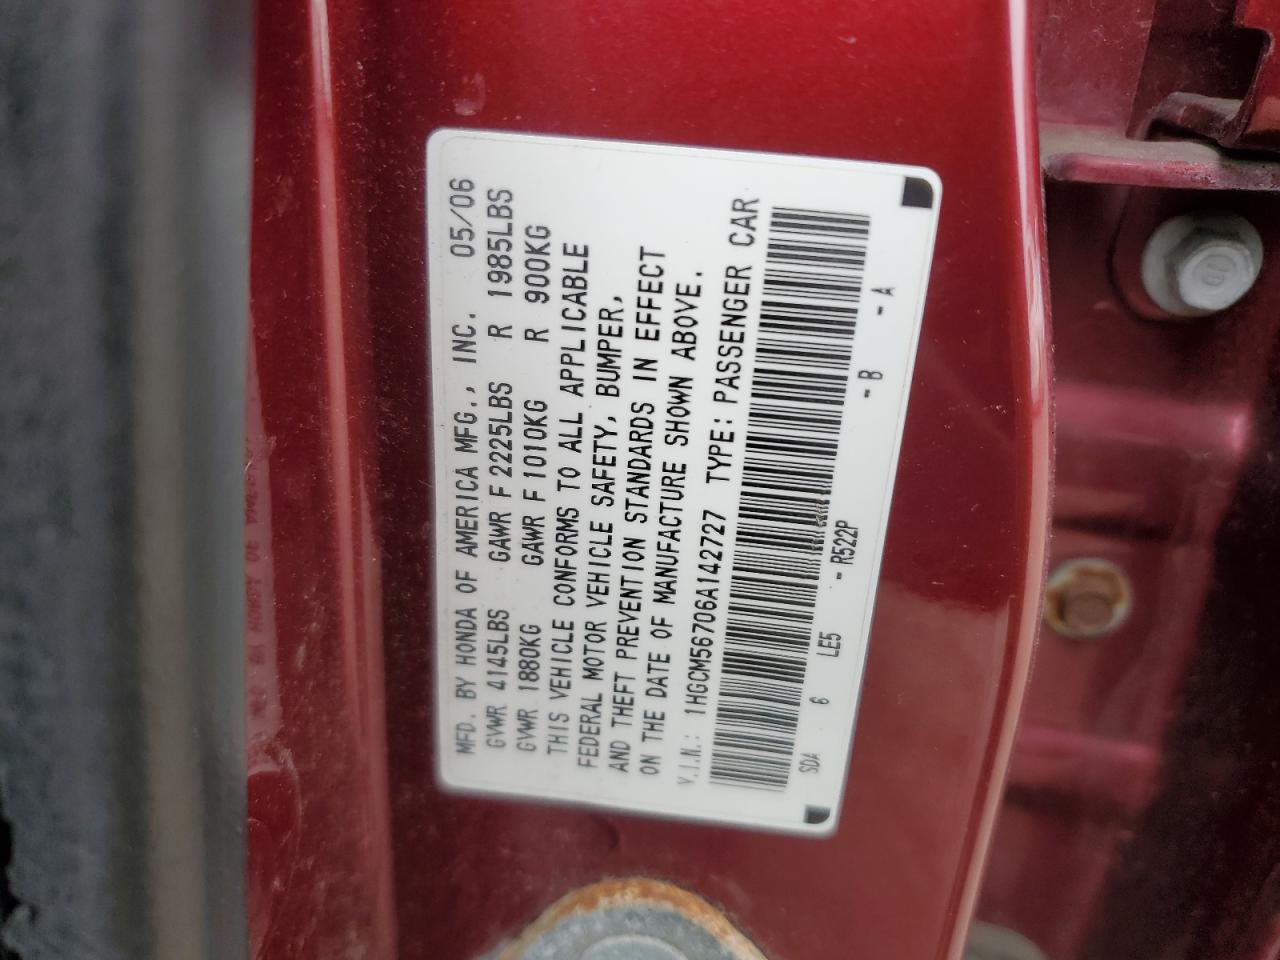 MFD. BY HONDA OF AMERICA MFG., INC. 05/06
GVWR 4145LBS GAWR F 2225LBS R 1985LBS
GVWR 1880KG GAWR F 1010KG R 900KG
THIS VEHICLE CONFORMS TO ALL APPLICABLE
FEDERAL MOTOR VEHICLE SAFETY, BUMPER,
AND THEFT PREVENTION STANDARDS IN EFFECT
ON THE DATE OF MANUFACTURE SHOWN ABOVE.
V.I.N.: 1HGCM56706A142727 TYPE: PASSENGER CAR
SDA 6 LE5 - R522P - B - A